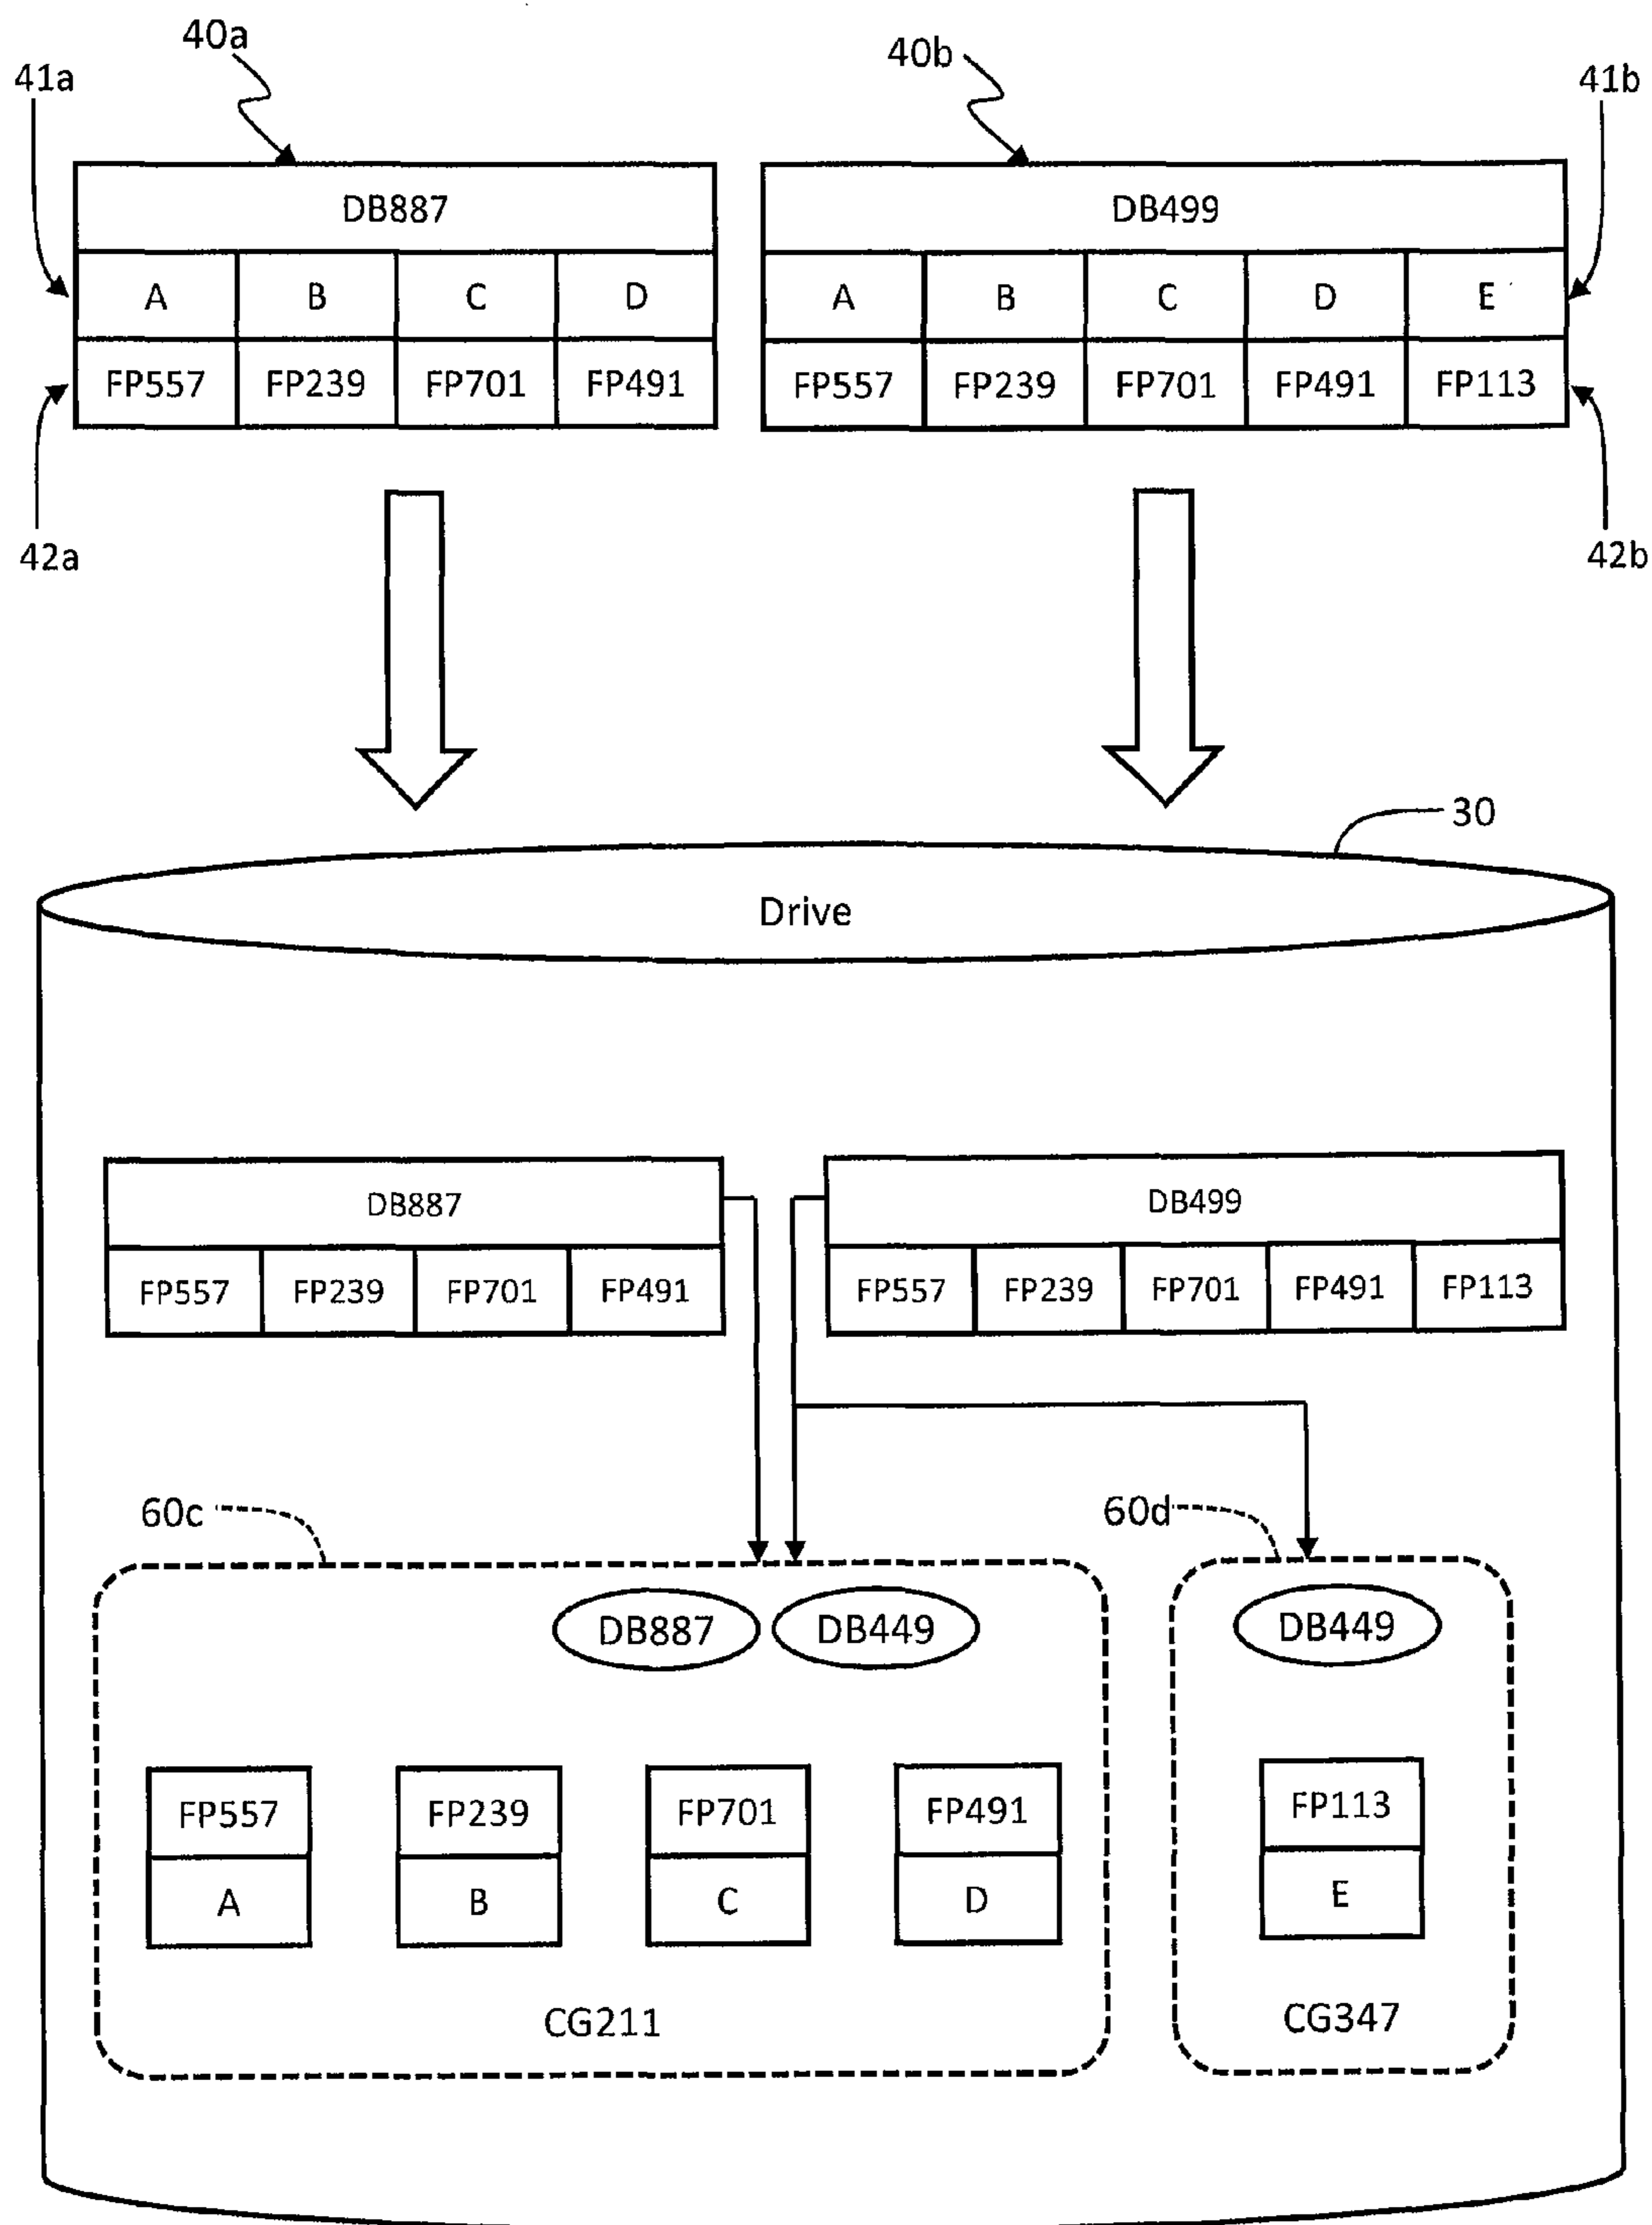 40a
40b
41a
41b
DB887
DB499
A B C D
A B C D E
FP557 FP239 FP701 FP491
FP557 FP239 FP701 FP491 FP113
42a
42b
30
Drive
DB887
DB499
FP557 FP239 FP701 FP491
FP557 FP239 FP701 FP491 FP113
60c
60d
DB887 DB449
DB449
FP557 FP239 FP701 FP491
FP113
A B C D
E
CG211
CG347